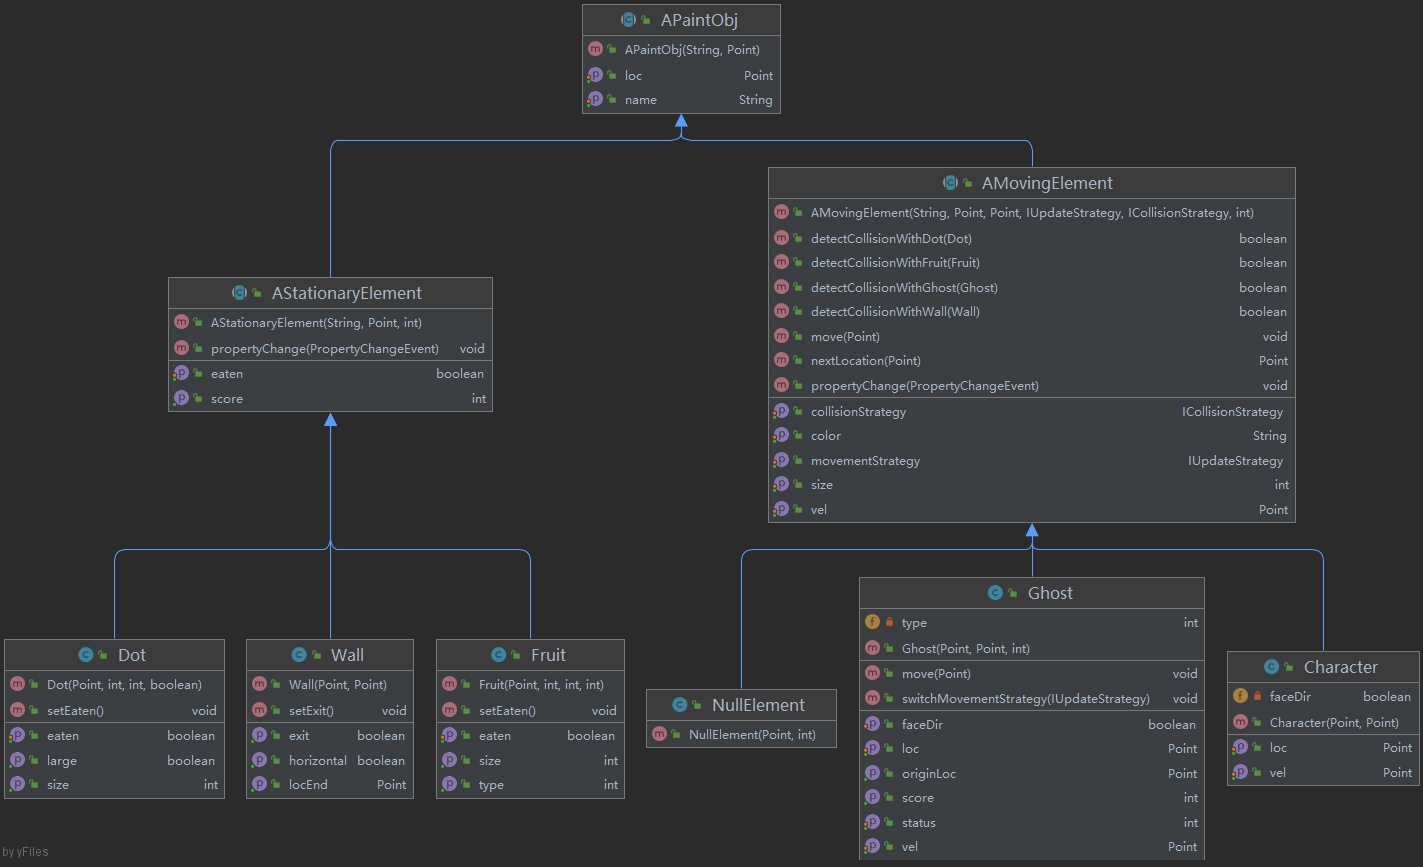 APaintObj
APaintObj(String, Point)
loc Point
name String
AMovingElement
AMovingElement(String, Point, Point, IUpdateStrategy, ICollisionStrategy, int)
detectCollisionWithDot(Dot) boolean
detectCollisionWithFruit(Fruit) boolean
detectCollisionWithGhost(Ghost) boolean
detectCollisionWithWall(Wall) boolean
move(Point) void
nextLocation(Point) Point
propertyChange(PropertyChangeEvent) void
collisionStrategy ICollisionStrategy
color String
movementStrategy IUpdateStrategy
size int
vel Point
AStationaryElement
AStationaryElement(String, Point, int)
propertyChange(PropertyChangeEvent) void
eaten boolean
score int
Dot
Dot(Point, int, int, boolean)
setEaten() void
eaten boolean
large boolean
size int
Wall
Wall(Point, Point)
setExit() void
exit boolean
horizontal boolean
locEnd Point
Fruit
Fruit(Point, int, int, int)
setEaten() void
eaten boolean
size int
type int
NullElement
NullElement(Point, int)
Ghost
type int
Ghost(Point, Point, int)
move(Point) void
switchMovementStrategy(IUpdateStrategy) void
faceDir boolean
loc Point
originLoc Point
score int
status int
vel Point
Character
faceDir boolean
Character(Point, Point)
loc Point
vel Point
by yFiles